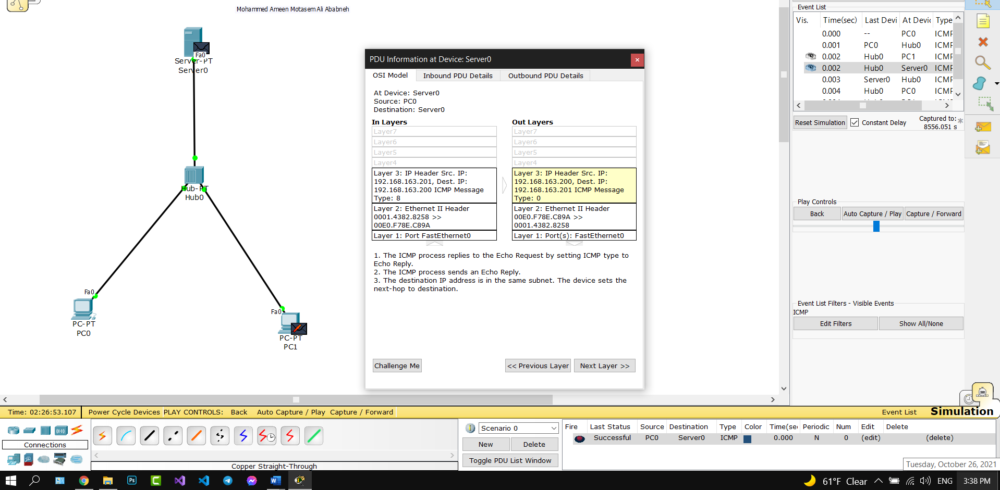 Mohammed Ameen Motasem Ali Ababneh
Fa0
Server-PT
Server0
Hub-PT
Hub0
Fa0
PC-PT
PC0
Fa0
PC-PT
PC1
PDU Information at Device: Server0
OSI Model
Inbound PDU Details
Outbound PDU Details
At Device: Server0
Source: PC0
Destination: Server0
In Layers
Layer7
Layer6
Layer5
Layer4
Layer 3: IP Header Src. IP:
192.168.163.201, Dest. IP:
192.168.163.200 ICMP Message
Type: 8
Layer 2: Ethernet II Header
0001.4382.8258 >>
00E0.F78E.C89A
Layer 1: Port FastEthernet0
Out Layers
Layer7
Layer6
Layer5
Layer4
Layer 3: IP Header Src. IP:
192.168.163.200, Dest. IP:
192.168.163.201 ICMP Message
Type: 0
Layer 2: Ethernet II Header
00E0.F78E.C89A >>
0001.4382.8258
Layer 1: Port(s): FastEthernet0
1. The ICMP process replies to the Echo Request by setting ICMP type to
Echo Reply.
2. The ICMP process sends an Echo Reply.
3. The destination IP address is in the same subnet. The device sets the
next-hop to destination.
Challenge Me
<< Previous Layer
Next Layer >>
Event List
Vis. Time(sec) Last Devi At Devic Type
0.000 -- PC0 ICMP
0.001 PC0 Hub0 ICMP
0.002 Hub0 PC1 ICMP
0.002 Hub0 Server0 ICMP
0.003 Server0 Hub0 ICMP
0.004 Hub0 PC0 ICMP
Reset Simulation
Constant Delay
Captured to:
8556.051 s
Play Controls
Back
Auto Capture / Play
Capture / Forward
Event List Filters - Visible Events
ICMP
Edit Filters
Show All/None
Time: 02:26:53.107
Power Cycle Devices PLAY CONTROLS: Back Auto Capture / Play Capture / Forward
Event List
Simulation
Connections
Copper Straight-Through
Scenario 0
New
Delete
Toggle PDU List Window
Fire Last Status Source Destination Type Color Time(sec Periodic Num Edit Delete
Successful PC0 Server0 ICMP 0.000 N 0 (edit) (delete)
Tuesday, October 26, 2021
Ps
61°F Clear
ENG
3:38 PM